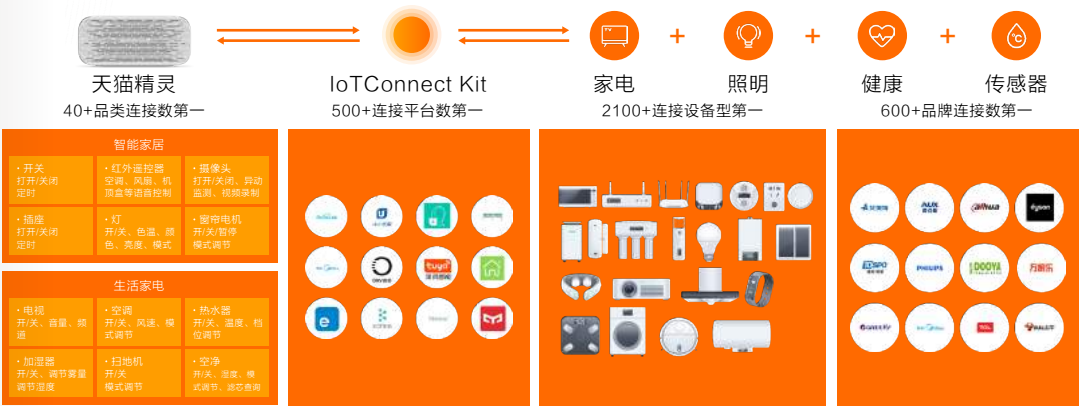 天猫精灵
40+品类连接数第一
IoTConnect Kit
500+连接平台数第一
TV
家电
+
照明
2100+连接设备型第一
+
健康
+
℃
传感器
600+品牌连接数第一
智能家居
·开关
打开/关闭
定时
·红外遥控器
空调、风扇、机
顶盒等语音控制
·摄像头
打开/关闭、异动
监测、视频录制
·插座
打开/关闭
定时
·灯
开/关、色温、颜
色、亮度、模式
·窗帘电机
开/关/暂停
模式调节
生活家电
·电视
开/关、音量、频
道
·空调
开/关、风速、模
式调节
·热水器
开/关、温度、档
位调节
·加湿器
开/关、调节雾量
调节湿度
·扫地机
开/关
模式调节
·空净
开/关、湿度、模
式调节、滤芯查询
tuya
AUX
alhua
dyson
PHILIPS
DOOYA
万家乐
TCL